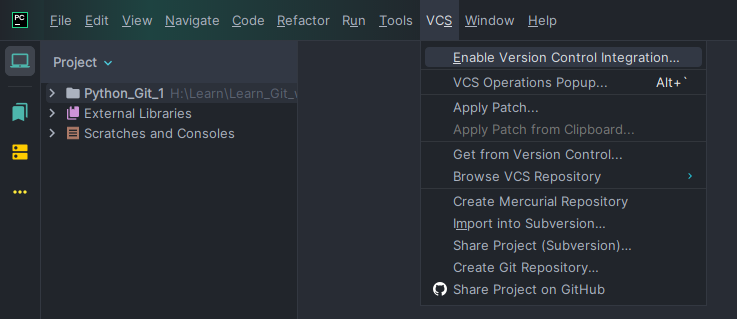 PC File Edit View Navigate Code Refactor Run Tools VCS Window Help
Project
Python_Git_1 H:\Learn\Learn_Git_
External Libraries
Scratches and Consoles
Enable Version Control Integration...
VCS Operations Popup... Alt+`
Apply Patch...
Apply Patch from Clipboard...
Get from Version Control...
Browse VCS Repository
Create Mercurial Repository
Import into Subversion...
Share Project (Subversion)...
Create Git Repository...
Share Project on GitHub